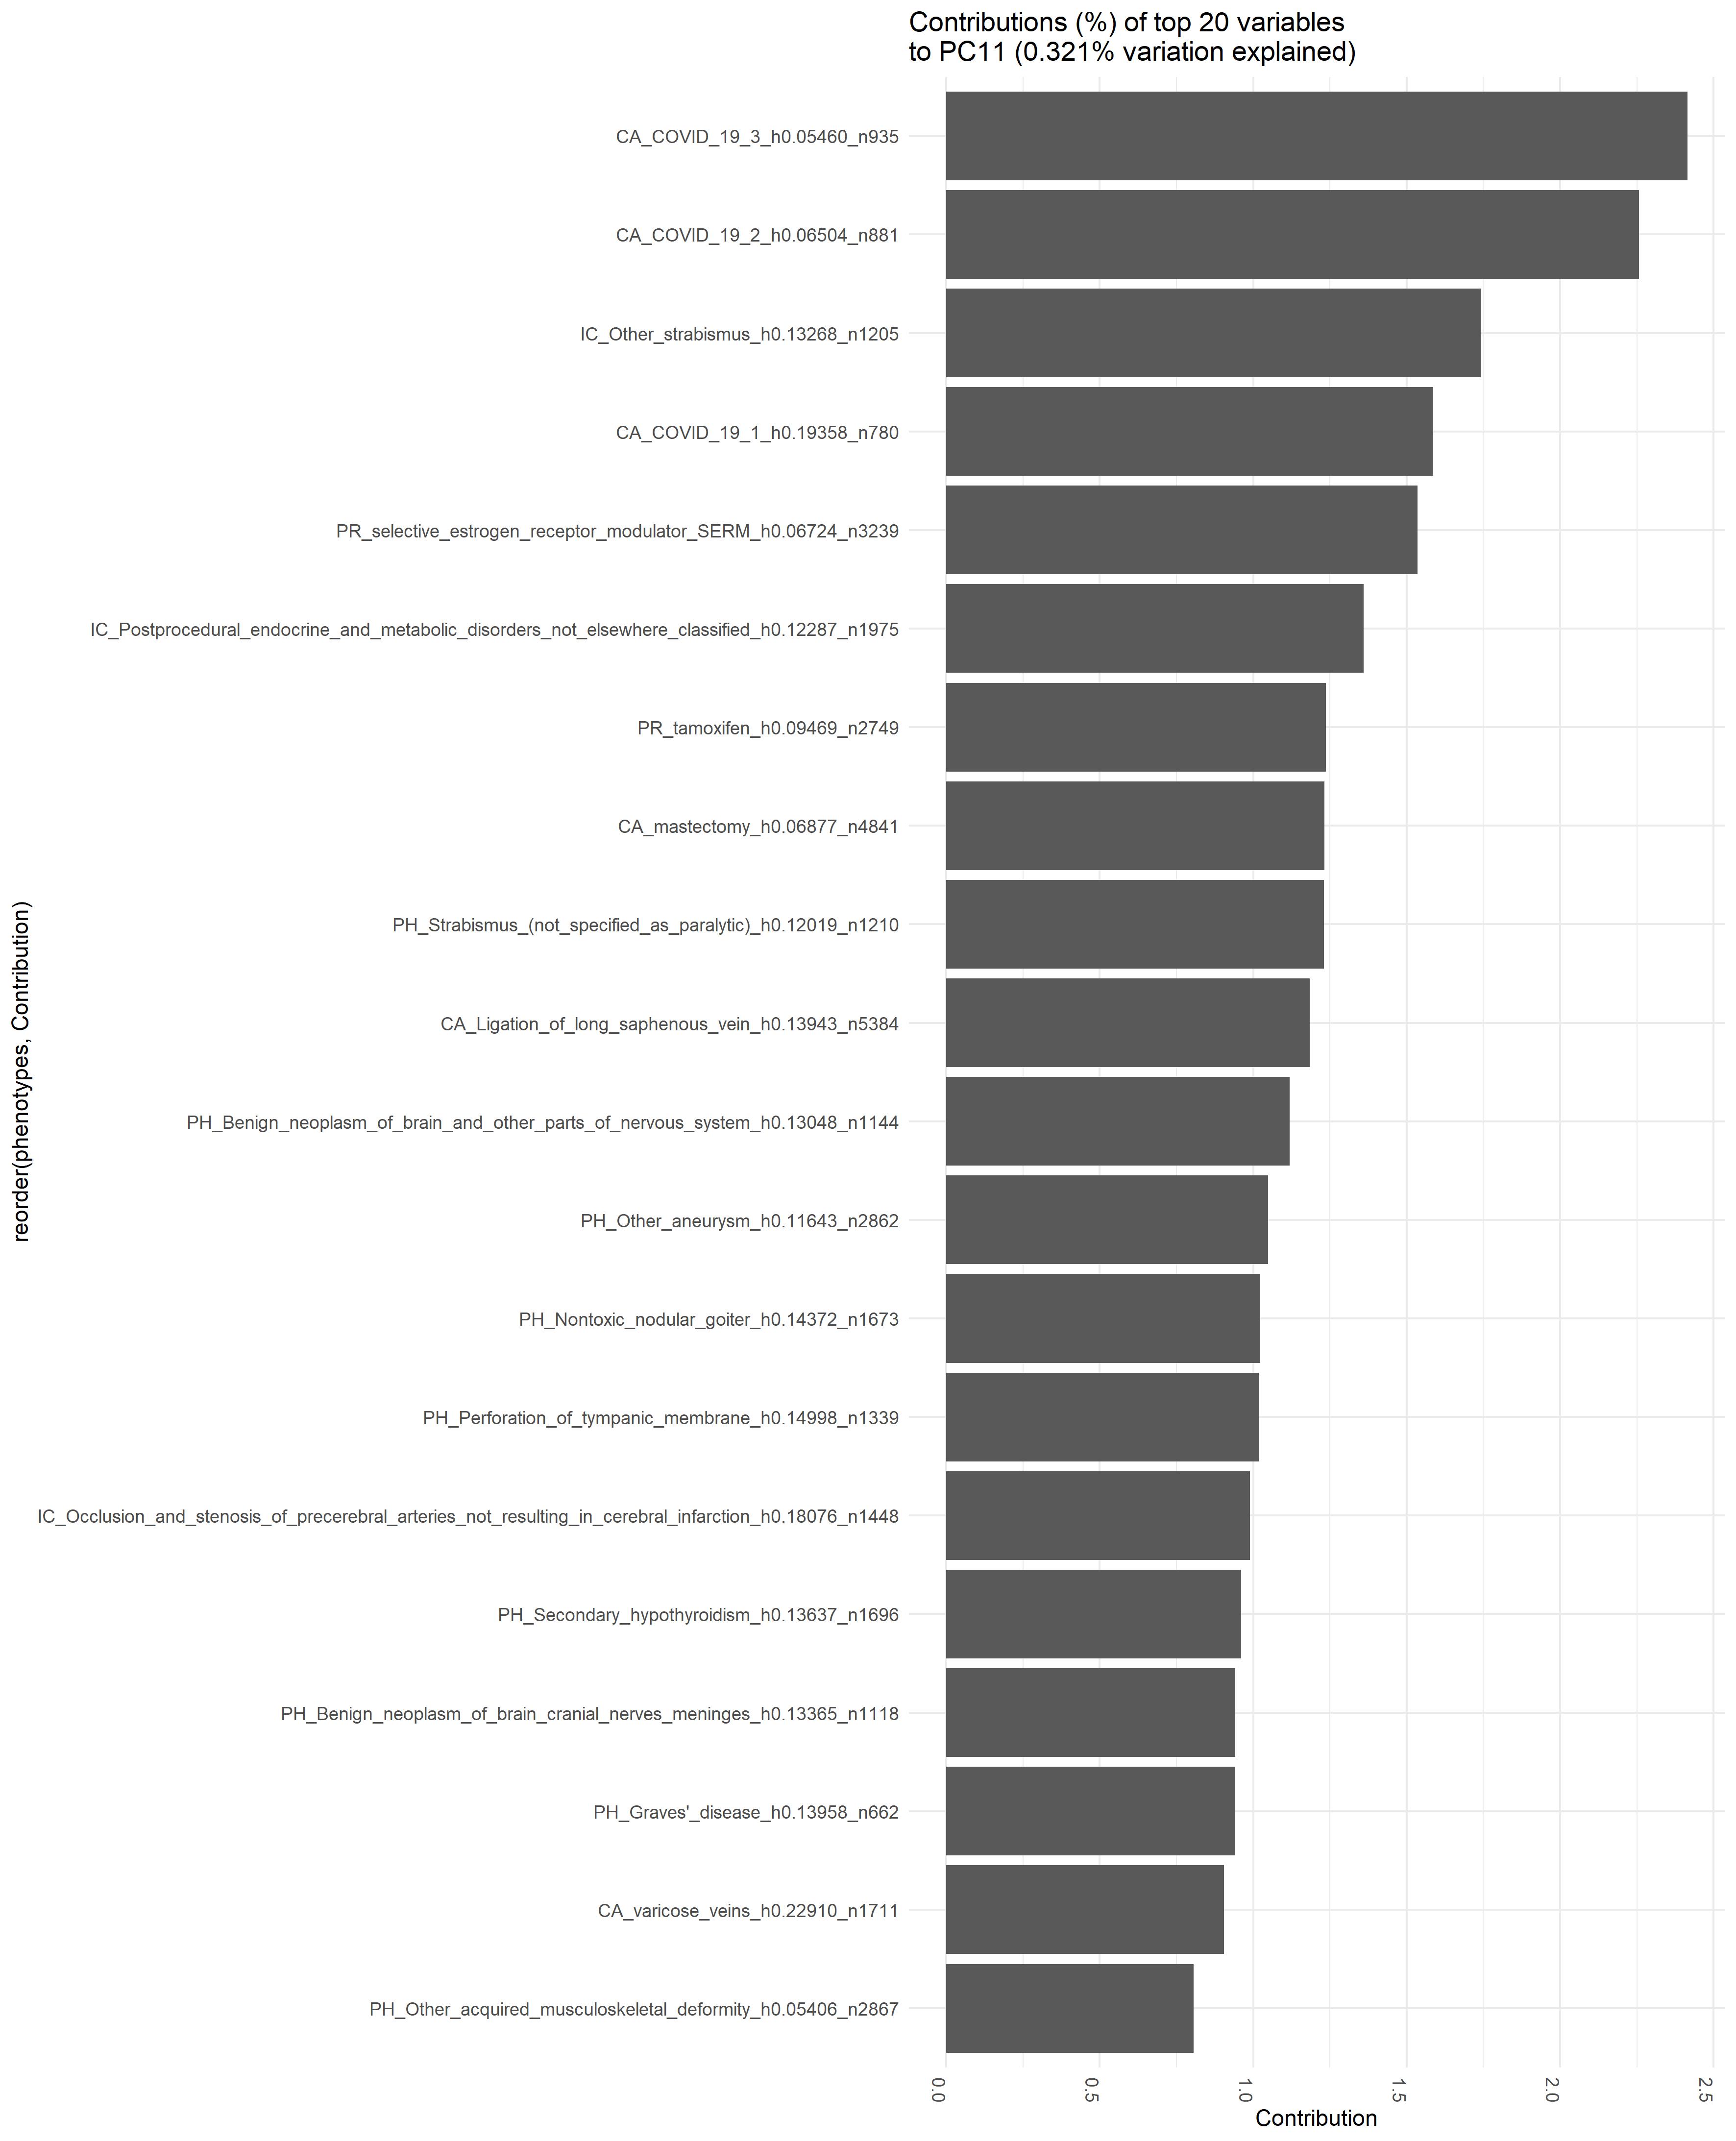 Contributions (%) of top 20 variables
to PC11 (0.321% variation explained)
CA_COVID_19_3_h0.05460_n935
CA_COVID_19_2_h0.06504_n881
IC_Other_strabismus_h0.13268_n1205
CA_COVID_19_1_h0.19358_n780
PR_selective_estrogen_receptor_modulator_SERM_h0.06724_n3239
IC_Postprocedural_endocrine_and_metabolic_disorders_not_elsewhere_classified_h0.12287_n1975
PR_tamoxifen_h0.09469_n2749
CA_mastectomy_h0.06877_n4841
PH_Strabismus_(not_specified_as_paralytic)_h0.12019_n1210
CA_Ligation_of_long_saphenous_vein_h0.13943_n5384
PH_Benign_neoplasm_of_brain_and_other_parts_of_nervous_system_h0.13048_n1144
PH_Other_aneurysm_h0.11643_n2862
PH_Nontoxic_nodular_goiter_h0.14372_n1673
PH_Perforation_of_tympanic_membrane_h0.14998_n1339
IC_Occlusion_and_stenosis_of_precerebral_arteries_not_resulting_in_cerebral_infarction_h0.18076_n1448
PH_Secondary_hypothyroidism_h0.13637_n1696
PH_Benign_neoplasm_of_brain_cranial_nerves_meninges_h0.13365_n1118
PH_Graves'_disease_h0.13958_n662
CA_varicose_veins_h0.22910_n1711
PH_Other_acquired_musculoskeletal_deformity_h0.05406_n2867
reorder(phenotypes, Contribution)
0.0
0.5
1.0
1.5
2.0
2.5
Contribution